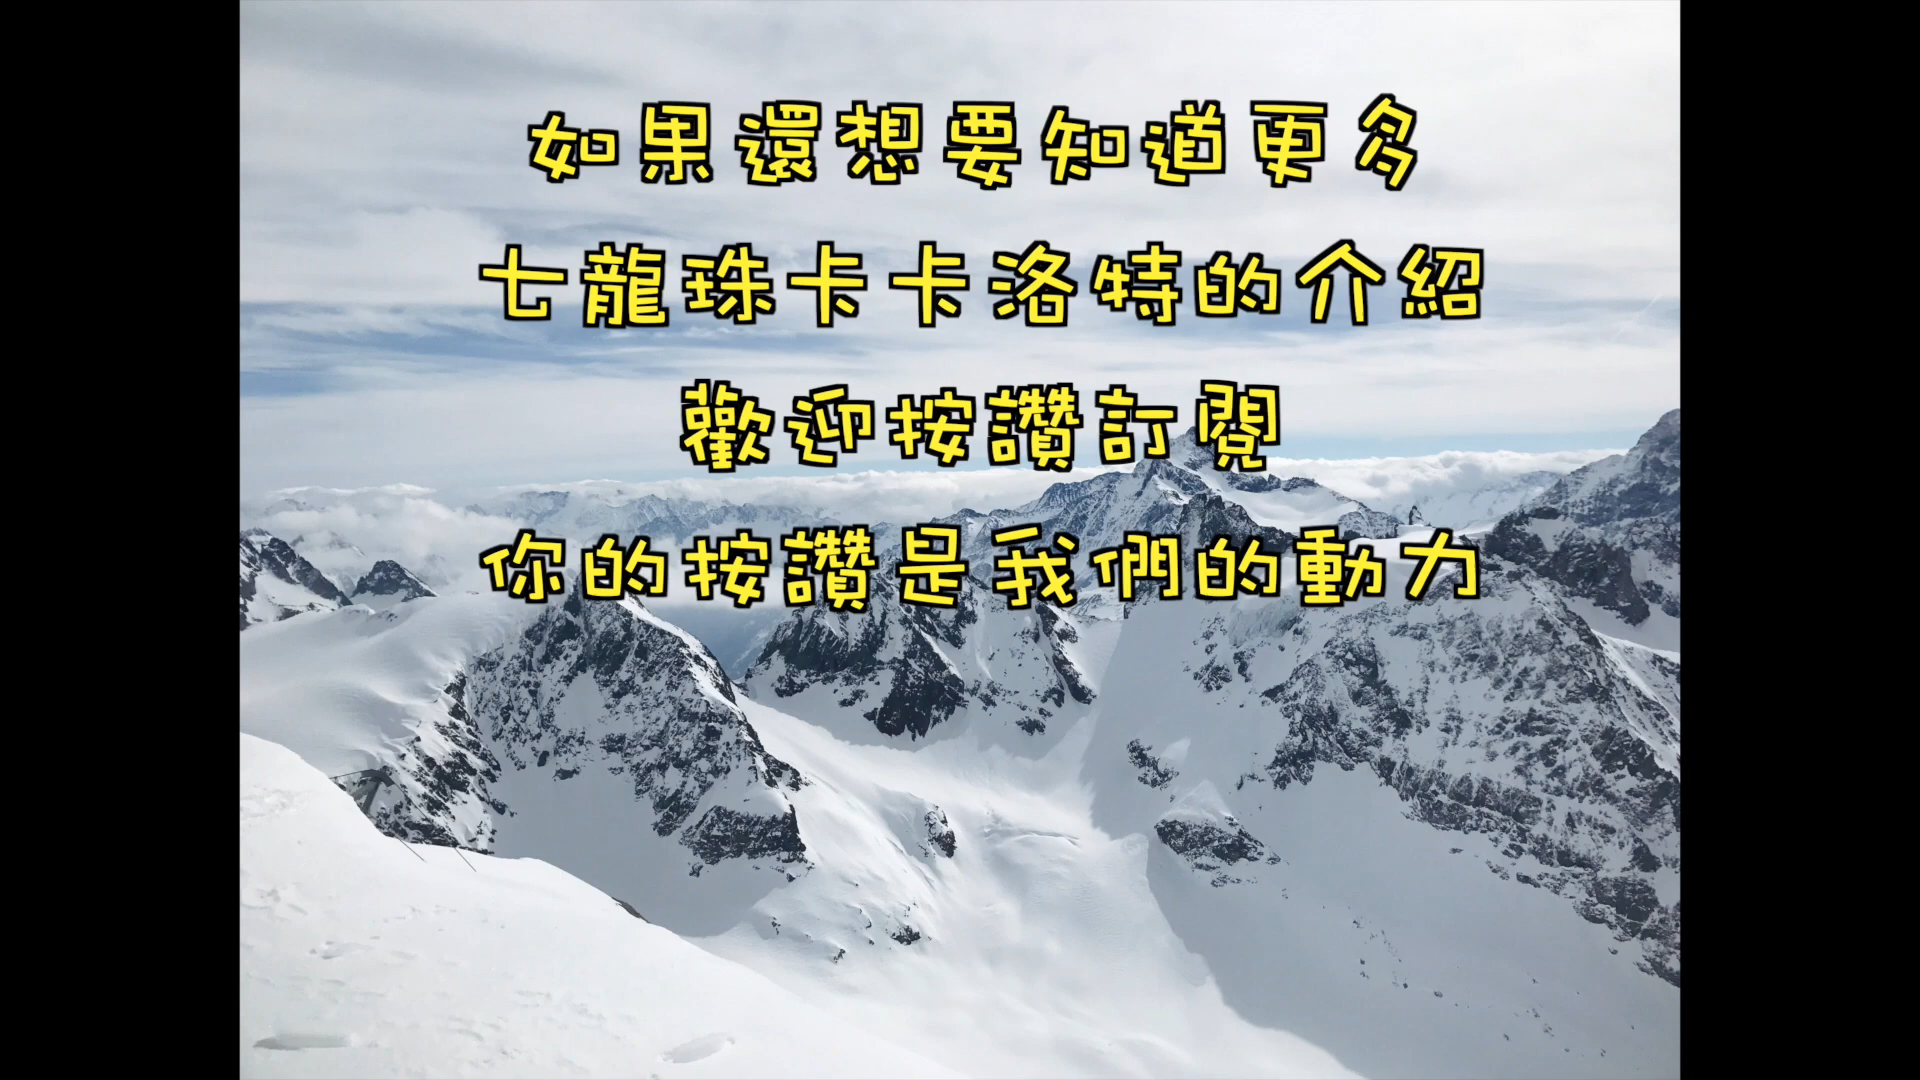 如果還想要知道更多
七龍珠卡卡洛特的介紹
歡迎按讚訂閱
你的按讚是我們的動力